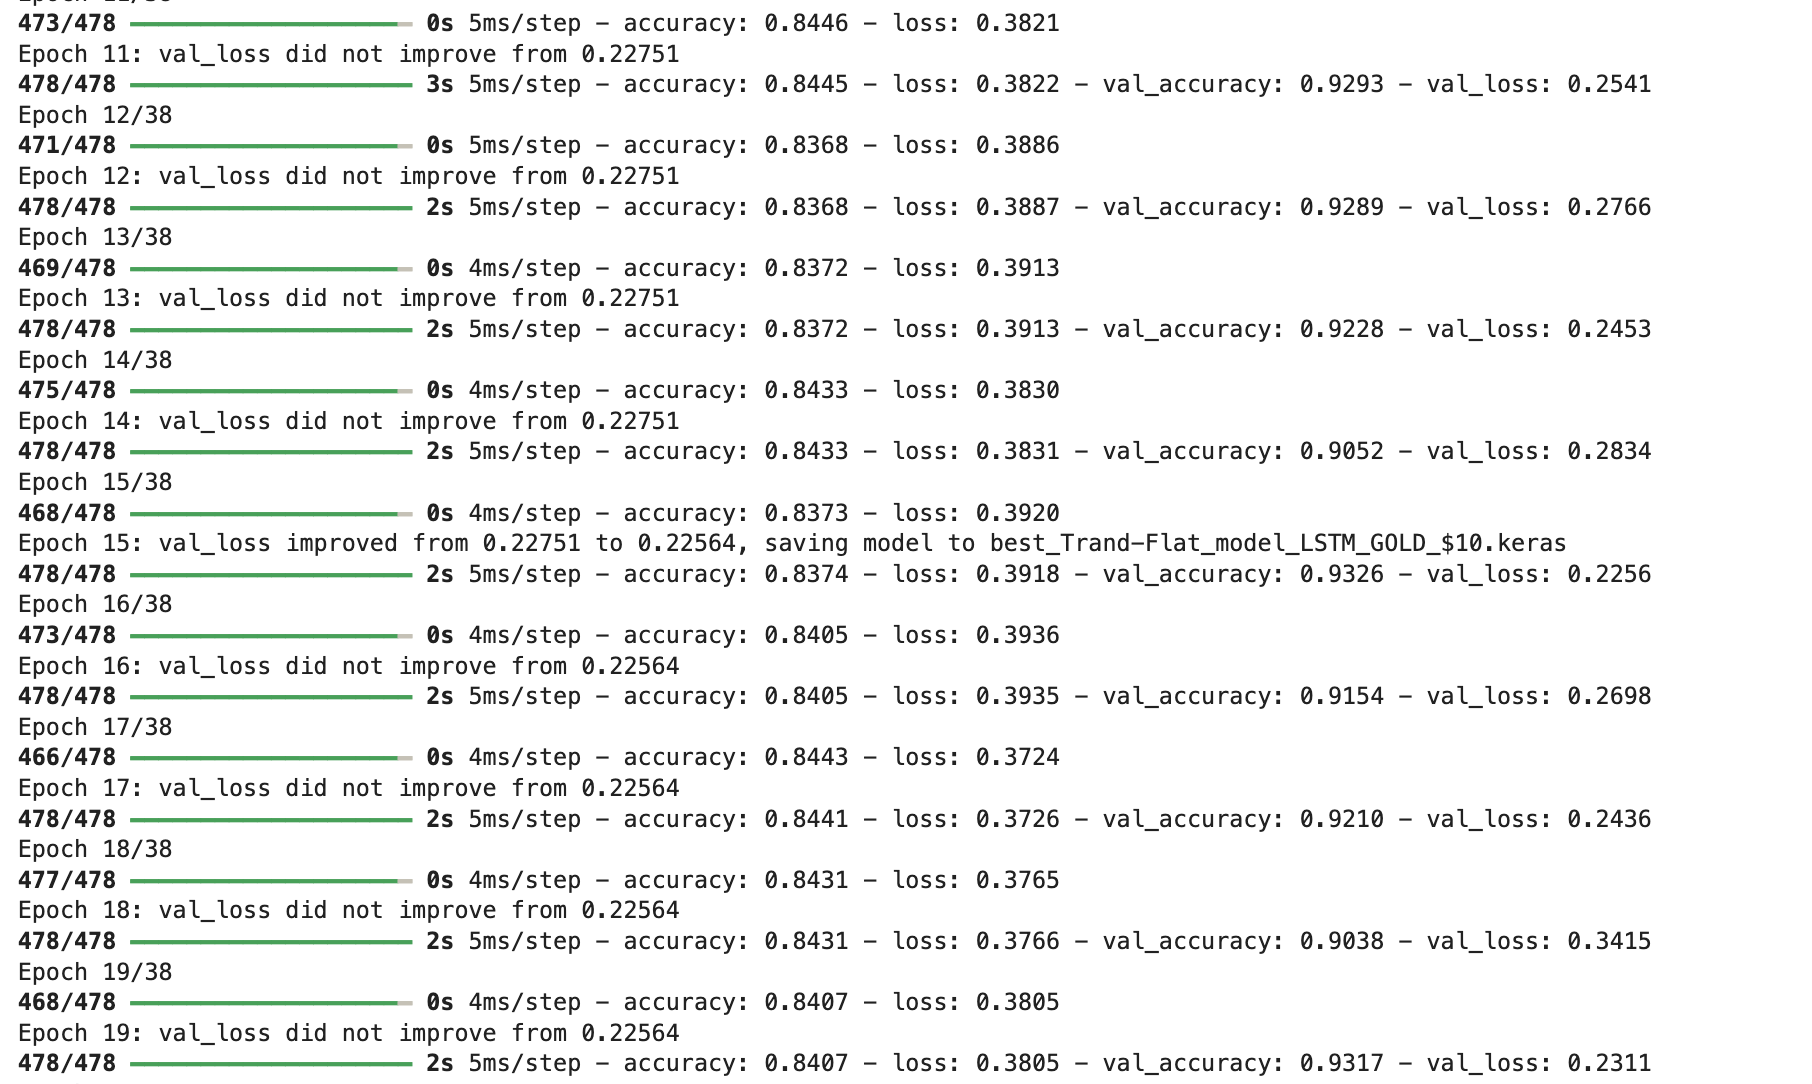 473/478 0s 5ms/step - accuracy: 0.8446 - loss: 0.3821
Epoch 11: val_loss did not improve from 0.22751
478/478 3s 5ms/step - accuracy: 0.8445 - loss: 0.3822 - val_accuracy: 0.9293 - val_loss: 0.2541
Epoch 12/38
471/478 0s 5ms/step - accuracy: 0.8368 - loss: 0.3886
Epoch 12: val_loss did not improve from 0.22751
478/478 2s 5ms/step - accuracy: 0.8368 - loss: 0.3887 - val_accuracy: 0.9289 - val_loss: 0.2766
Epoch 13/38
469/478 0s 4ms/step - accuracy: 0.8372 - loss: 0.3913
Epoch 13: val_loss did not improve from 0.22751
478/478 2s 5ms/step - accuracy: 0.8372 - loss: 0.3913 - val_accuracy: 0.9228 - val_loss: 0.2453
Epoch 14/38
475/478 0s 4ms/step - accuracy: 0.8433 - loss: 0.3830
Epoch 14: val_loss did not improve from 0.22751
478/478 2s 5ms/step - accuracy: 0.8433 - loss: 0.3831 - val_accuracy: 0.9052 - val_loss: 0.2834
Epoch 15/38
468/478 0s 4ms/step - accuracy: 0.8373 - loss: 0.3920
Epoch 15: val_loss improved from 0.22751 to 0.22564, saving model to best_Trand-Flat_model_LSTM_GOLD_$10.keras
478/478 2s 5ms/step - accuracy: 0.8374 - loss: 0.3918 - val_accuracy: 0.9326 - val_loss: 0.2256
Epoch 16/38
473/478 0s 4ms/step - accuracy: 0.8405 - loss: 0.3936
Epoch 16: val_loss did not improve from 0.22564
478/478 2s 5ms/step - accuracy: 0.8405 - loss: 0.3935 - val_accuracy: 0.9154 - val_loss: 0.2698
Epoch 17/38
466/478 0s 4ms/step - accuracy: 0.8443 - loss: 0.3724
Epoch 17: val_loss did not improve from 0.22564
478/478 2s 5ms/step - accuracy: 0.8441 - loss: 0.3726 - val_accuracy: 0.9210 - val_loss: 0.2436
Epoch 18/38
477/478 0s 4ms/step - accuracy: 0.8431 - loss: 0.3765
Epoch 18: val_loss did not improve from 0.22564
478/478 2s 5ms/step - accuracy: 0.8431 - loss: 0.3766 - val_accuracy: 0.9038 - val_loss: 0.3415
Epoch 19/38
468/478 0s 4ms/step - accuracy: 0.8407 - loss: 0.3805
Epoch 19: val_loss did not improve from 0.22564
478/478 2s 5ms/step - accuracy: 0.8407 - loss: 0.3805 - val_accuracy: 0.9317 - val_loss: 0.2311